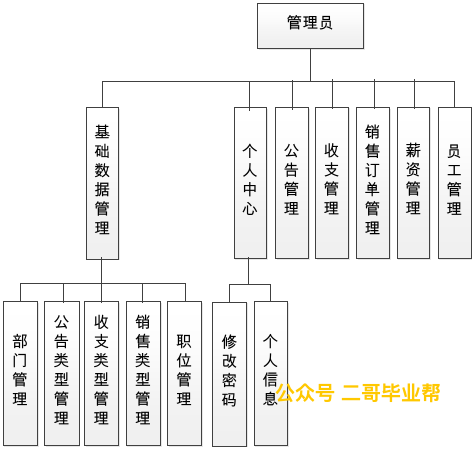 管理员
基础数据管理
个人中心
公告管理
收支管理
销售订单管理
薪资管理
员工管理
部门管理
公告类型管理
收支类型管理
销售类型管理
职位管理
修改密码
个人信息
公众号 二哥毕业帮